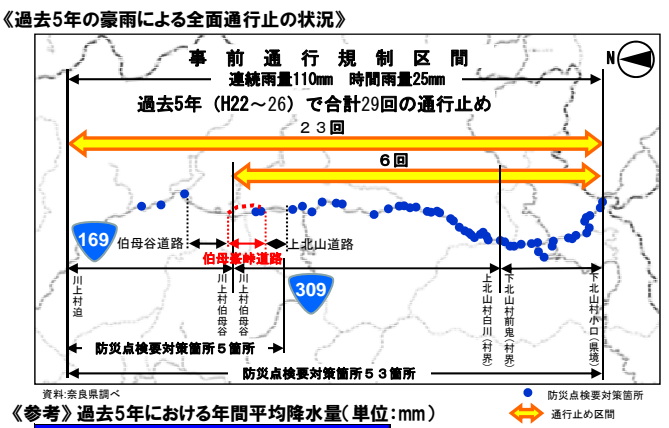 《過去5年の豪雨による全面通行止の状況》
事前通行規制区間
N
連続雨量110mm 時間雨量25mm
過去5年(H22～26)で合計29回の通行止め
23回
6回
169
伯母谷道路
伯母峯峠道路
上北山道路
309
川上村迫
川上村伯母谷
川上村伯母谷
上北山村白川(村界)
下北山村前鬼(村界)
下北山村小口(県境)
防災点検要対策箇所5箇所
防災点検要対策箇所53箇所
資料:奈良県調べ
防災点検要対策箇所
通行止め区間
《参考》過去5年における年間平均降水量(単位:mm)